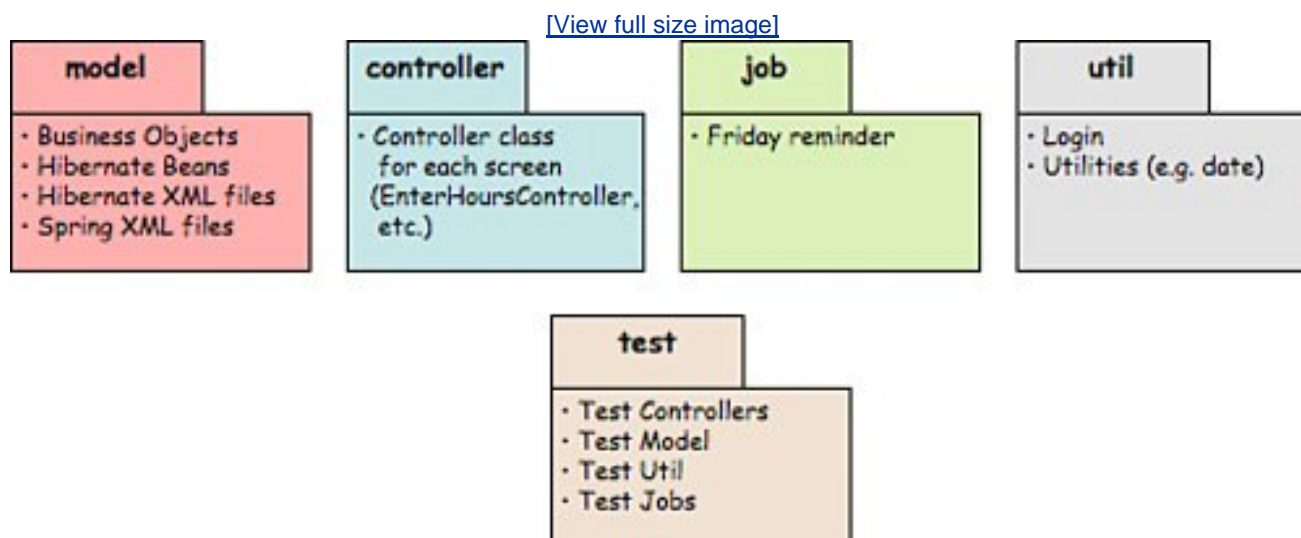 [View full size image]
model
· Business Objects
· Hibernate Beans
· Hibernate XML files
· Spring XML files
controller
· Controller class
for each screen
(EnterHoursController,
etc.)
job
· Friday reminder
util
· Login
· Utilities (e.g. date)
test
· Test Controllers
· Test Model
· Test Util
· Test Jobs